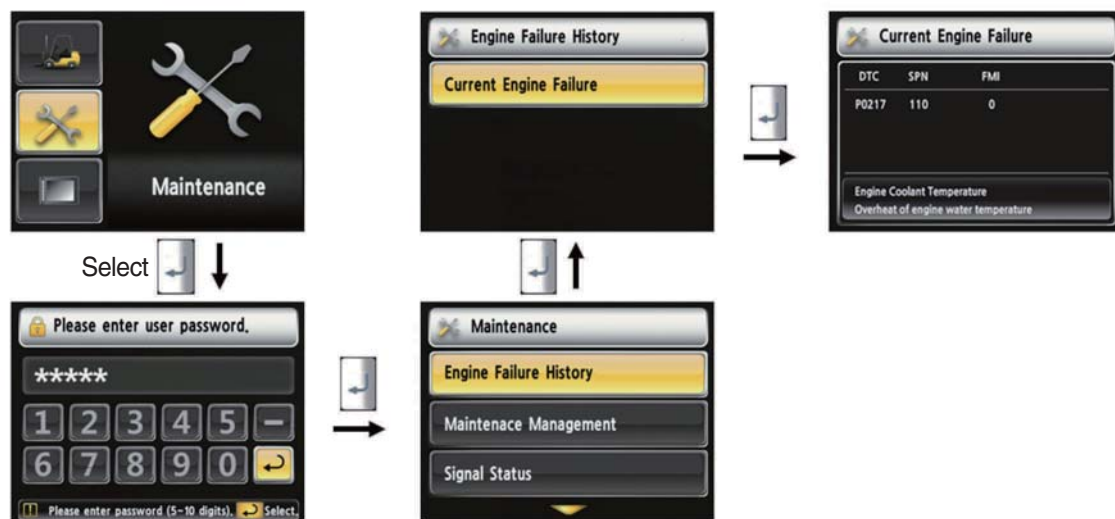 Maintenance
Select
Please enter user password.
*****
1 2 3 4 5 -
6 7 8 9 0
Please enter password (5-10 digits). Select.
Maintenance
Engine Failure History
Maintenace Management
Signal Status
Engine Failure History
Current Engine Failure
Current Engine Failure
DTC SPN FMI
P0217 110 0
Engine Coolant Temperature
Overheat of engine water temperature